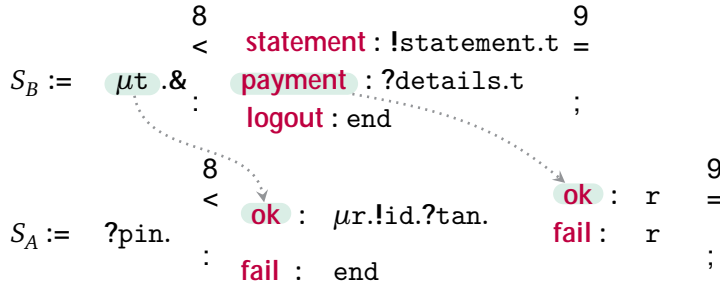 8 9
< statement : !statement.t =
S_B := μt .& payment : ?details.t
: logout : end ;
8 9
< ok : r =
ok : μr.!id.?tan.
S_A := ?pin. fail : r
: fail : end ;